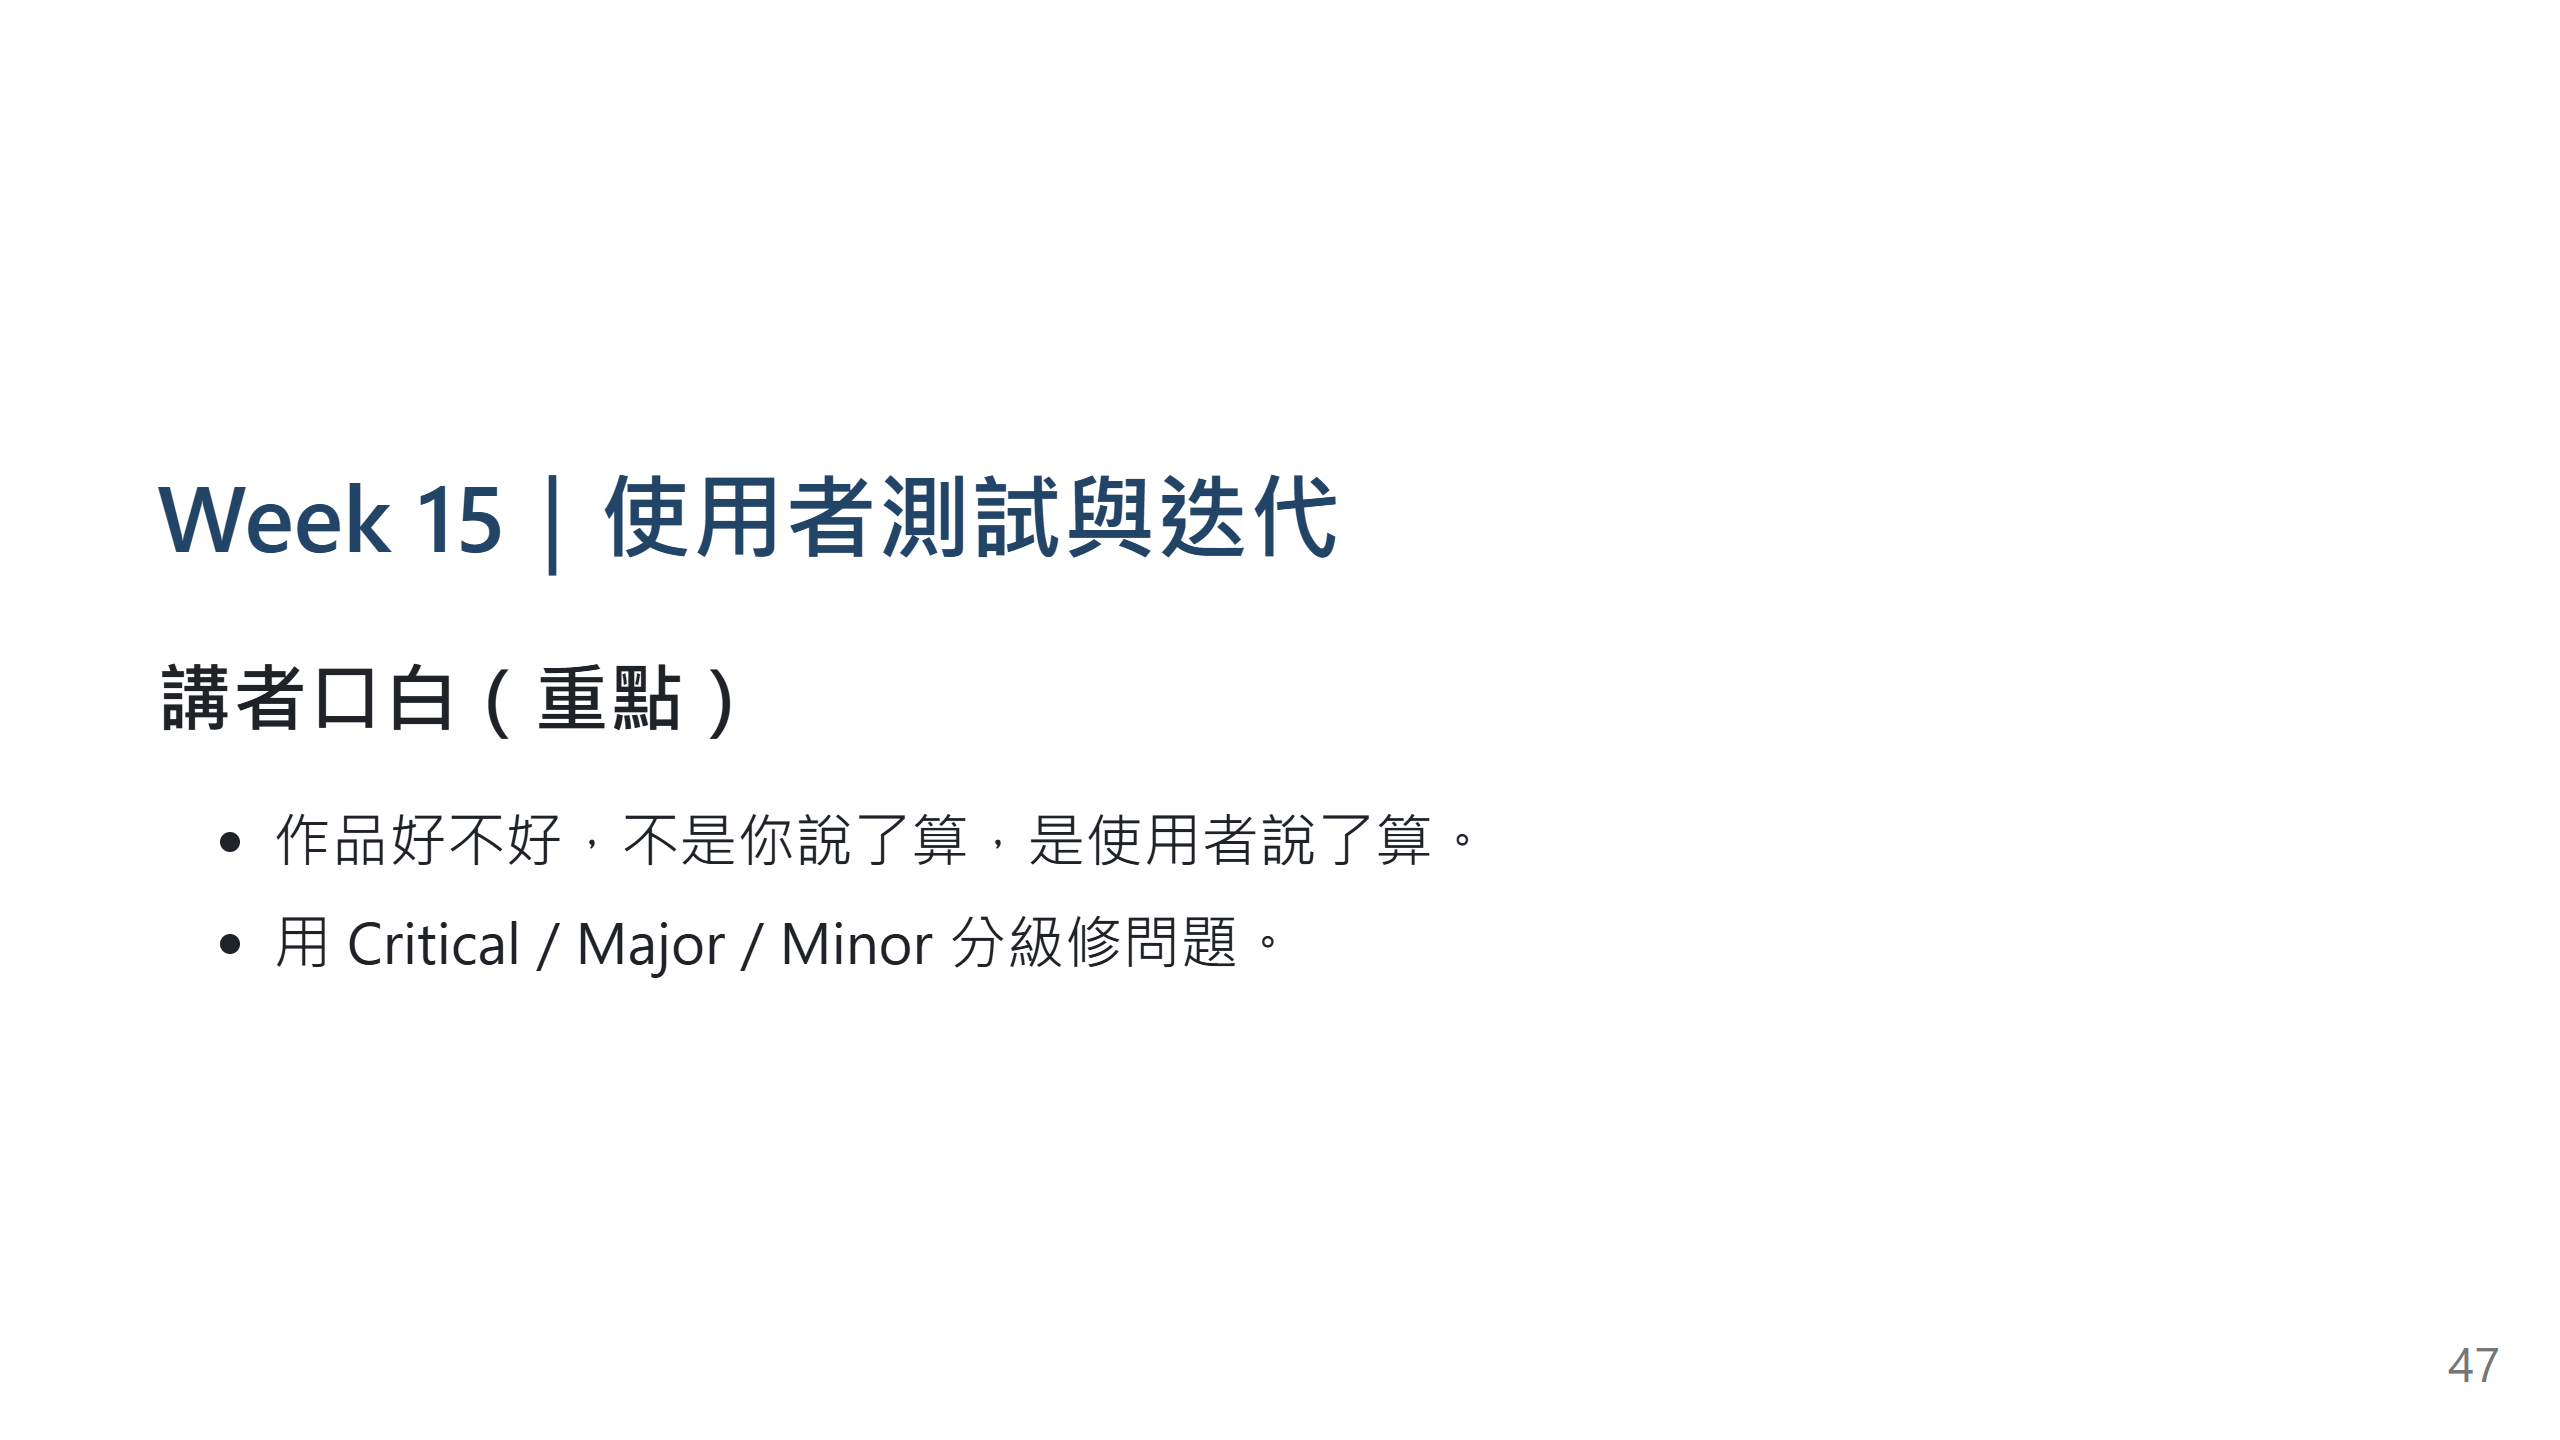 Week 15｜使用者測試與迭代
講者口白（重點）
• 作品好不好，不是你說了算，是使用者說了算。
• 用 Critical / Major / Minor 分級修問題。
47